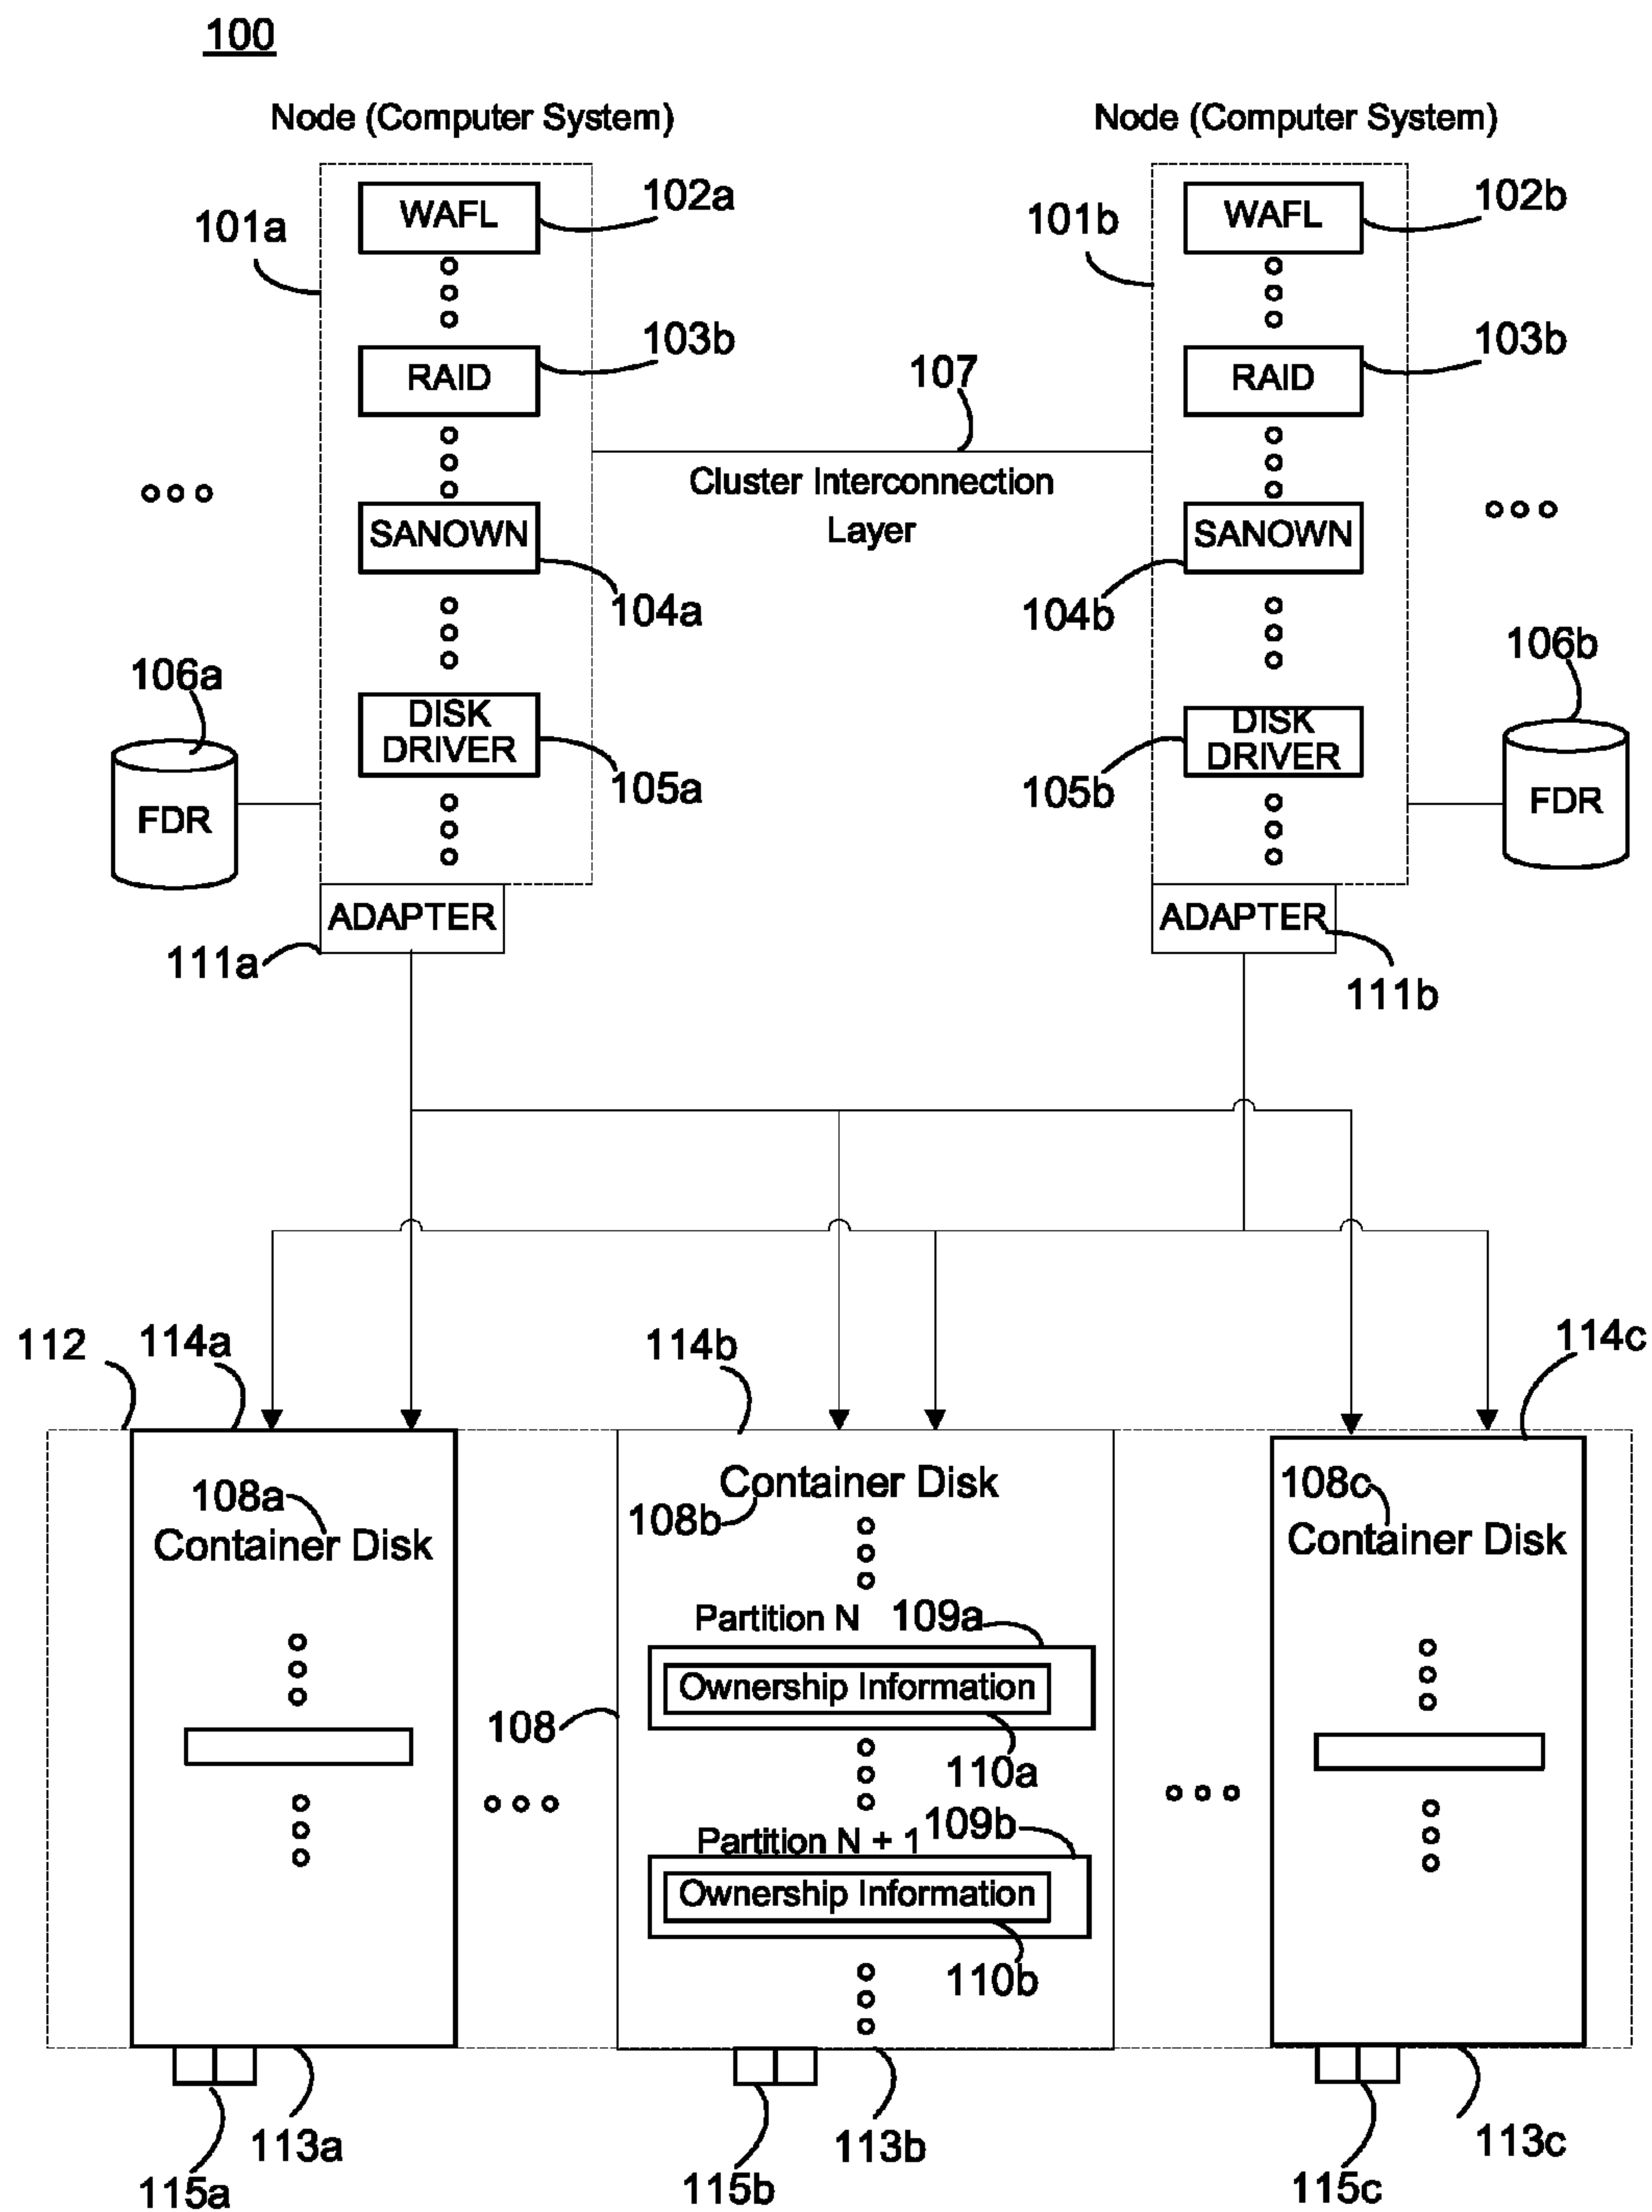 100
Node (Computer System)
Node (Computer System)
WAFL
102a
101a
RAID
103b
SANOWN
104a
106a
DISK
DRIVER
105a
FDR
ADAPTER
111a
107
Cluster Interconnection
Layer
WAFL
102b
101b
RAID
103b
SANOWN
104b
106b
DISK
DRIVER
105b
FDR
ADAPTER
111b
112
114a
114b
114c
108a
Container Disk
Container Disk
108b
Partition N 109a
Ownership Information
108
110a
Partition N + 1 109b
Ownership Information
110b
108c
Container Disk
115a
113a
115b
113b
115c
113c